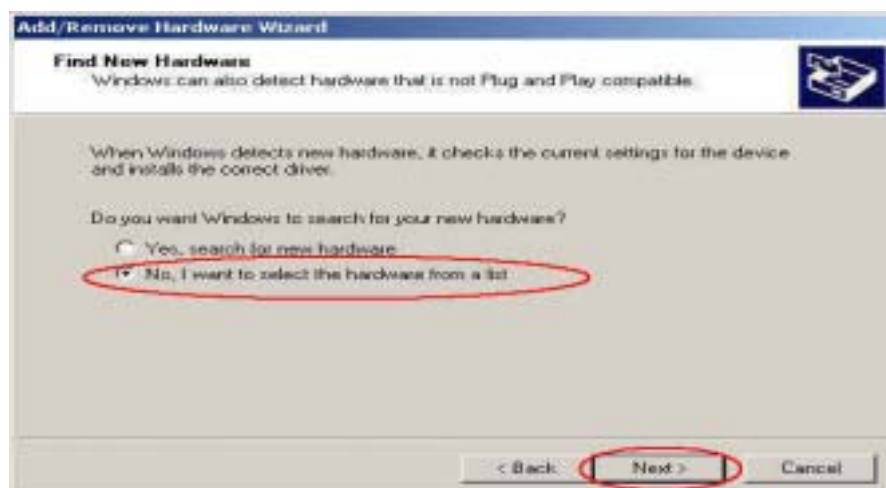 Add/Remove Hardware Wizard
Find New Hardware
Windows can also detect hardware that is not Plug and Play compatible.
When Windows detects new hardware, it checks the current settings for the device
and installs the correct driver.
Do you want Windows to search for your new hardware?
Yes, search for new hardware
No, I want to select the hardware from a list
< Back
Next >
Cancel